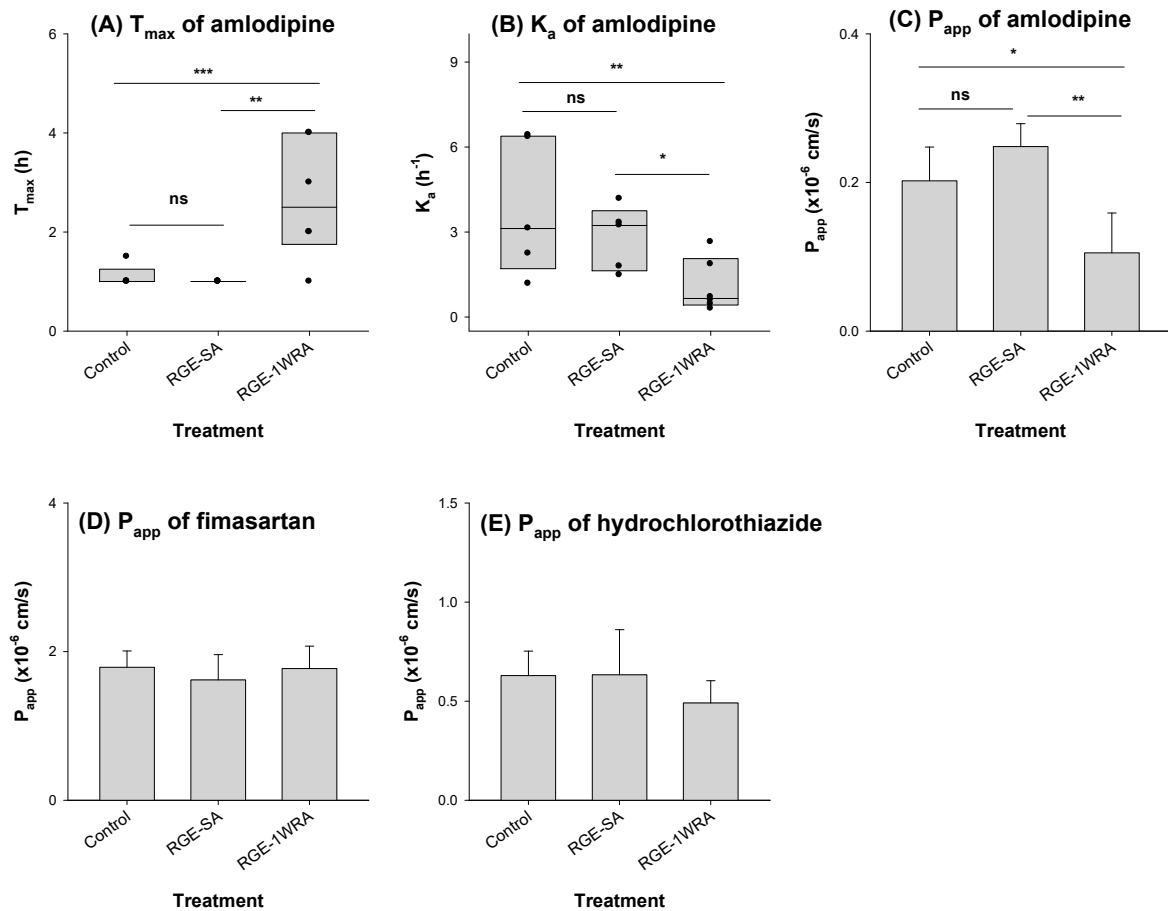 (A) Tmax of amlodipine
Tmax (h)
6
4
2
0
***
**
ns
Control
RGE-SA
RGE-1WRA
Treatment
(B) Ka of amlodipine
Ka (h-1)
9
6
3
0
**
ns
*
Control
RGE-SA
RGE-1WRA
Treatment
(C) Papp of amlodipine
Papp (x10-6 cm/s)
0.4
0.2
0.0
*
ns
**
Control
RGE-SA
RGE-1WRA
Treatment
(D) Papp of fimasartan
Papp (x10-6 cm/s)
4
2
0
Control
RGE-SA
RGE-1WRA
Treatment
(E) Papp of hydrochlorothiazide
Papp (x10-6 cm/s)
1.5
1.0
0.5
0.0
Control
RGE-SA
RGE-1WRA
Treatment